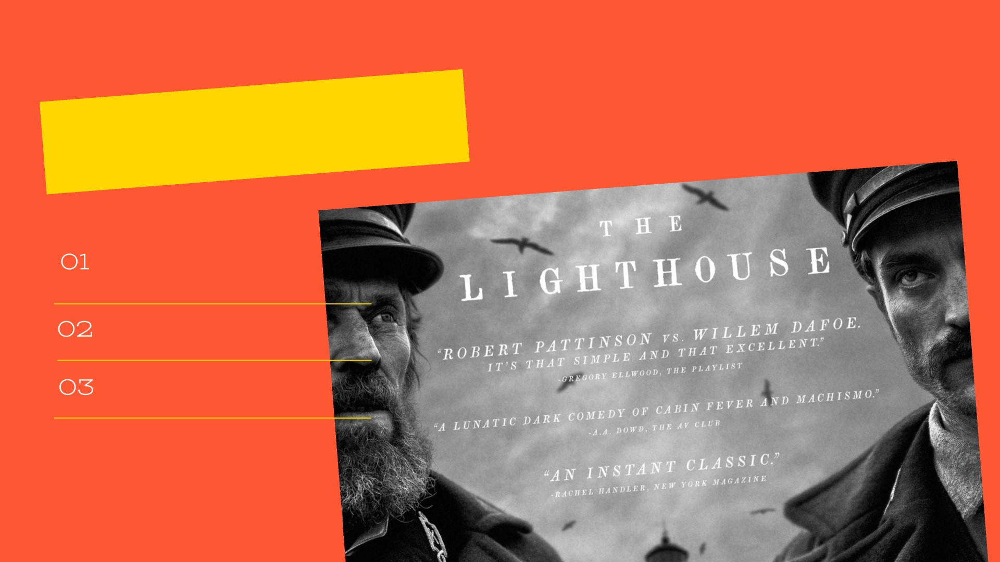 01
02
03
THE
LIGHTHOUSE
“ROBERT PATTINSON VS. WILLEM DAFOE.
IT’S THAT SIMPLE AND THAT EXCELLENT.”
-GREGORY ELLWOOD, THE PLAYLIST
“A LUNATIC DARK COMEDY OF CABIN FEVER AND MACHISMO.”
-A.A. DOWD, THE AV CLUB
“AN INSTANT CLASSIC.”
-RACHEL HANDLER, NEW YORK MAGAZINE